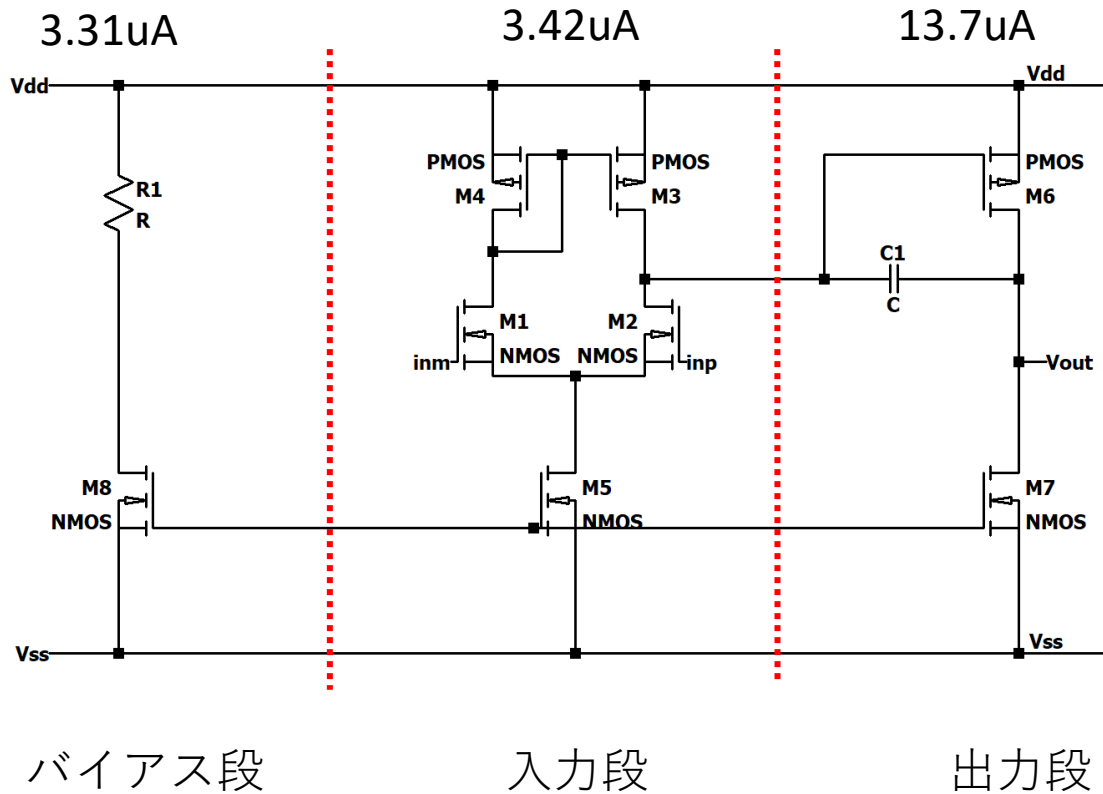 3.31uA 3.42uA 13.7uA
Vdd Vdd
PMOS PMOS PMOS
R1 M4 M3 M6
R
C1
C
M1 M2
inm NMOS NMOS inp Vout
M8 M5 M7
NMOS NMOS NMOS
Vss Vss
バイアス段 入力段 出力段